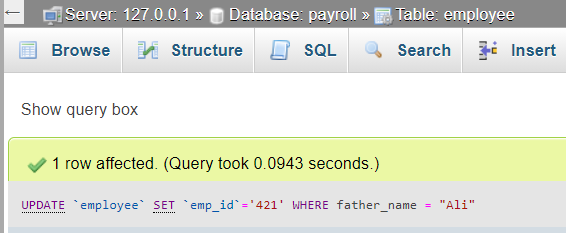 ← Server: 127.0.0.1 » Database: payroll » Table: employee
Browse Structure SQL Search Insert
Show query box
1 row affected. (Query took 0.0943 seconds.)
UPDATE `employee` SET `emp_id`='421' WHERE father_name = "Ali"